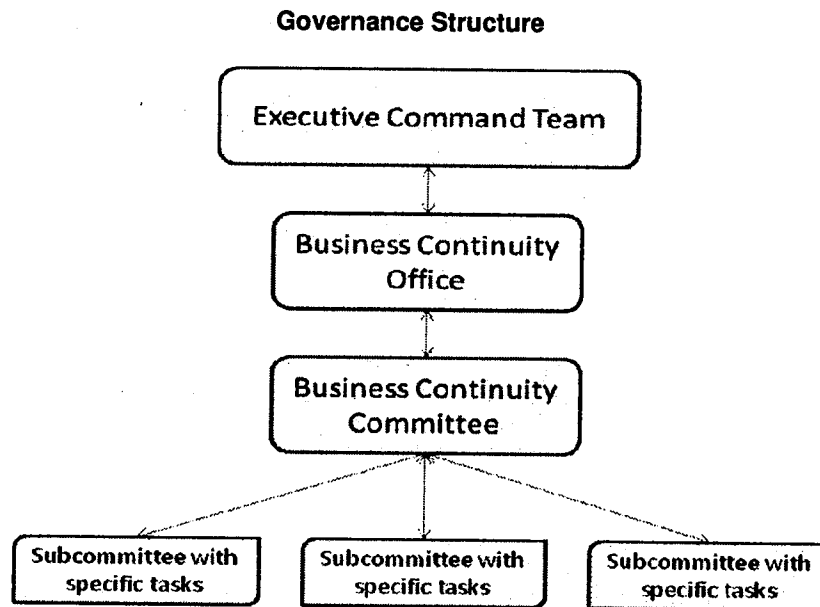 Governance Structure
Executive Command Team
Business Continuity
Office
Business Continuity
Committee
Subcommittee with
specific tasks
Subcommittee with
specific tasks
Subcommittee with
specific tasks